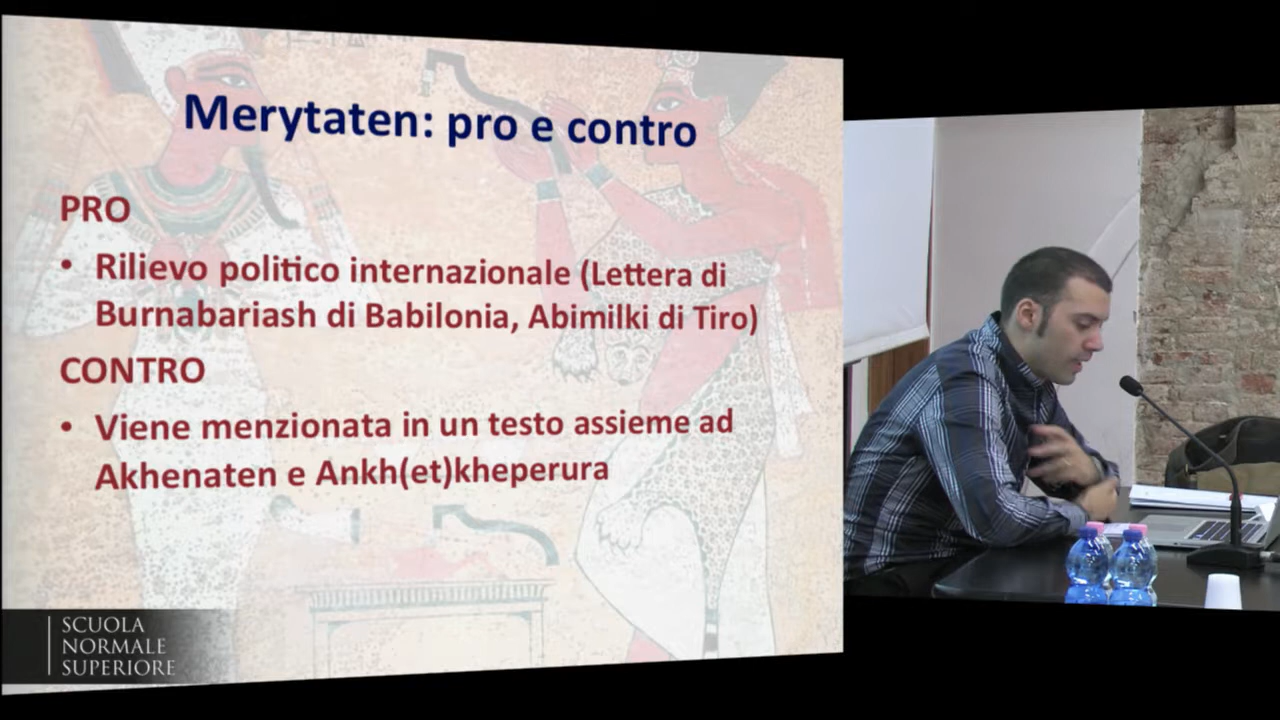 Merytaten: pro e contro
PRO
• Rilievo politico internazionale (Lettera di
Burnabariash di Babilonia, Abimilki di Tiro)
CONTRO
• Viene menzionata in un testo assieme ad
Akhenaten e Ankh(et)kheperura
SCUOLA
NORMALE
SUPERIORE